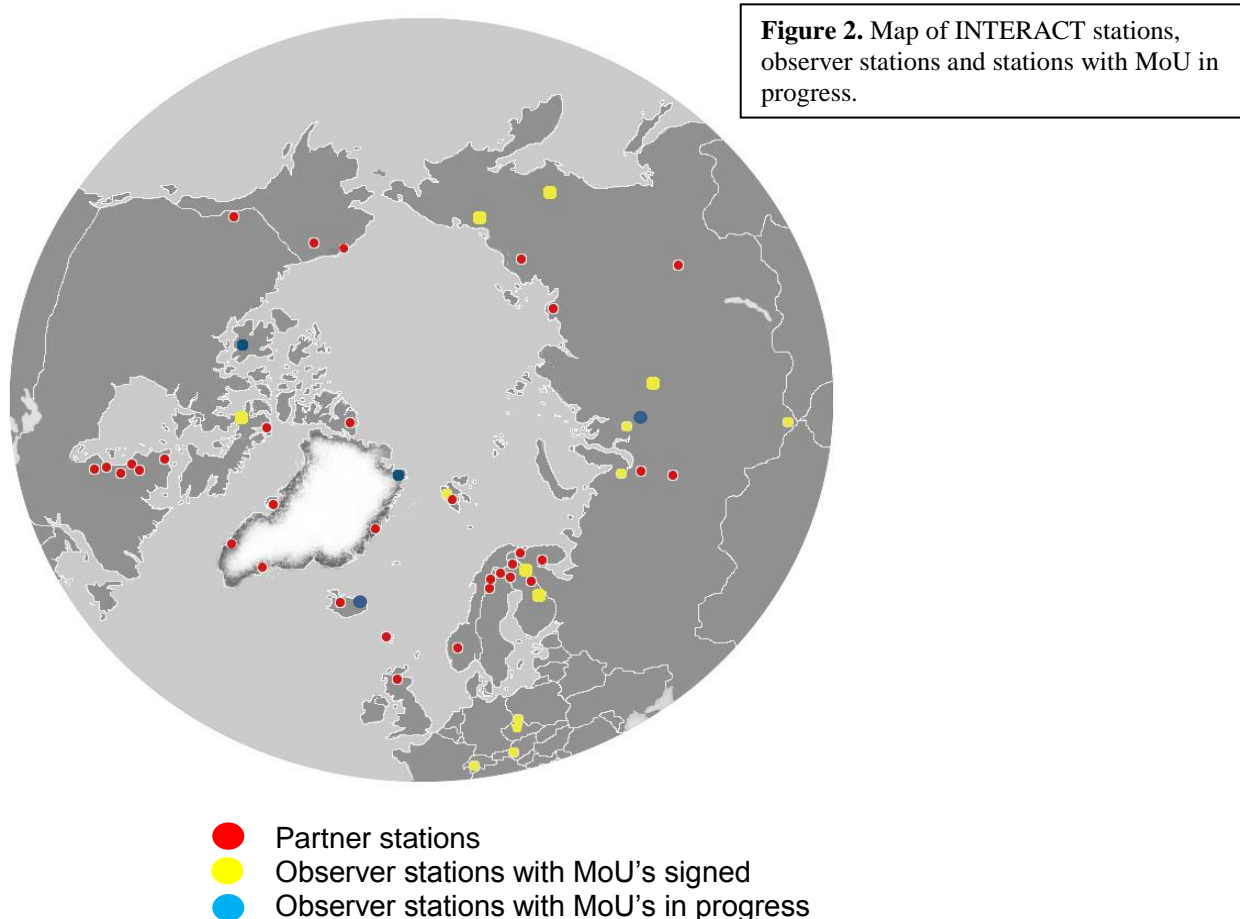 Figure 2. Map of INTERACT stations,
observer stations and stations with MoU in
progress.
Partner stations
Observer stations with MoU's signed
Observer stations with MoU's in progress